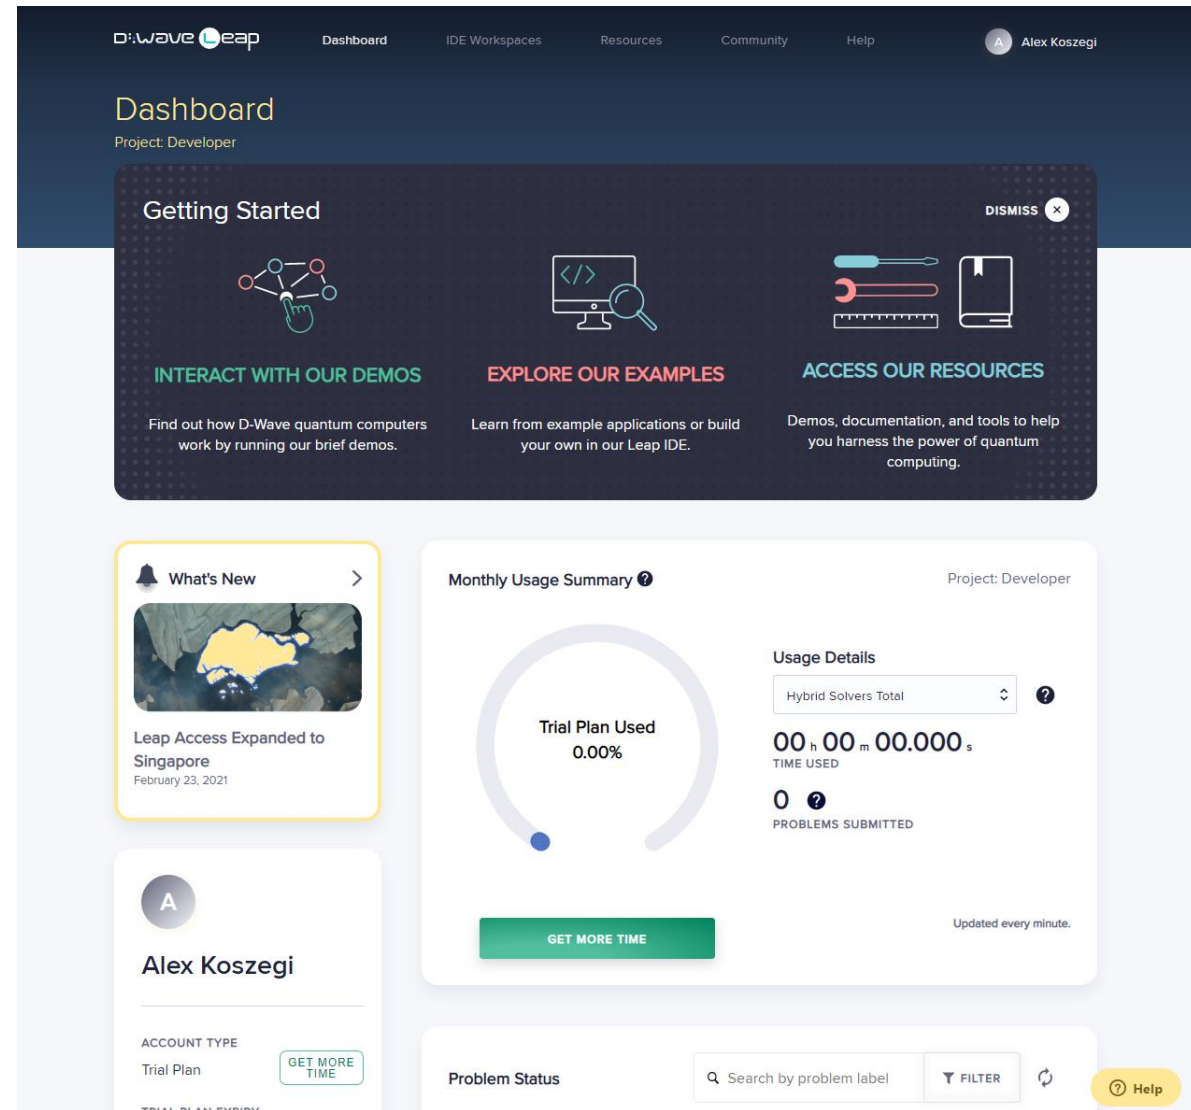 D:wave Leap
Dashboard
IDE Workspaces
Resources
Community
Help
A
Alex Koszegi
Dashboard
Project: Developer
Getting Started
DISMISS
</>
INTERACT WITH OUR DEMOS
Find out how D-Wave quantum computers
work by running our brief demos.
EXPLORE OUR EXAMPLES
Learn from example applications or build
your own in our Leap IDE.
ACCESS OUR RESOURCES
Demos, documentation, and tools to help
you harness the power of quantum
computing.
What's New
Leap Access Expanded to
Singapore
February 23, 2021
A
Alex Koszegi
ACCOUNT TYPE
Trial Plan
GET MORE
TIME
TRIAL PLAN EXPIRY
Monthly Usage Summary ?
Project: Developer
Trial Plan Used
0.00%
Usage Details
Hybrid Solvers Total
?
00 h 00 m 00.000 s
TIME USED
0 ?
PROBLEMS SUBMITTED
GET MORE TIME
Updated every minute.
Problem Status
Search by problem label
FILTER
? Help